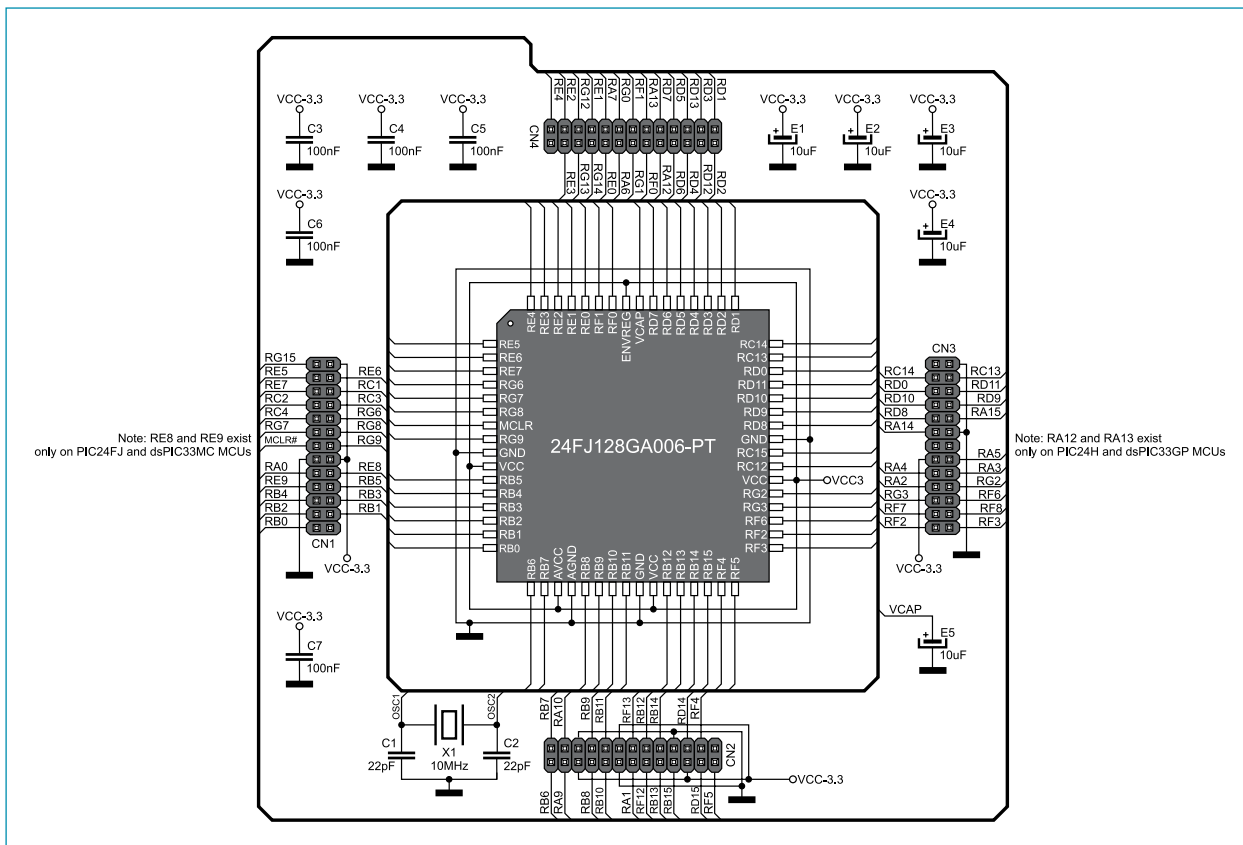 RE4
RE2
RG12
RE1
RA7
RG0
RF1
RA13
RD7
RD5
RD13
RD3
RD1
CN4
RE3
RG13
RG14
RE0
RA6
RG1
RF0
RA12
RD6
RD4
RD12
RD2
VCC-3.3
C3
100nF
VCC-3.3
C4
100nF
VCC-3.3
C5
100nF
VCC-3.3
E1
10uF
VCC-3.3
E2
10uF
VCC-3.3
E3
10uF
VCC-3.3
C6
100nF
VCC-3.3
E4
10uF
RE4
RE3
RE2
RE1
RE0
RF1
RF0
ENVREG
VCAP
RD7
RD6
RD5
RD4
RD3
RD2
RD1
RE5
RE6
RE7
RG6
RG7
RG8
MCLR
RG9
GND
VCC
RB5
RB4
RB3
RB2
RB1
RB0
24FJ128GA006-PT
RC14
RC13
RD0
RD11
RD10
RD9
RD8
GND
RC15
RC12
VCC
RG2
RG3
RF6
RF2
RF3
VCC3
RB6
RB7
AVCC
AGND
RB8
RB9
RB10
RB11
GND
VCC
RB12
RB13
RB14
RB15
RF4
RF5
RG15
RE5
RE7
RC2
RC4
RG7
MCLR#
RA0
RE9
RB4
RB2
RB0
RE6
RC1
RC3
RG6
RG8
RG9
RE8
RB5
RB3
RB1
CN1
VCC-3.3
Note: RE8 and RE9 exist
only on PIC24FJ and dsPIC33MC MCUs
CN3
RC14
RD0
RD10
RD8
RA14
RA4
RA2
RG3
RF7
RF2
RC13
RD11
RD9
RA15
RA5
RA3
RG2
RF6
RF8
RF3
VCC-3.3
Note: RA12 and RA13 exist
only on PIC24H and dsPIC33GP MCUs
VCC-3.3
C7
100nF
VCAP
E5
10uF
OSC1
OSC2
C1
22pF
X1
10MHz
C2
22pF
RB7
RA10
RB9
RB11
RF13
RB12
RB14
RD14
RF4
CN2
VCC-3.3
RB6
RA9
RB8
RB10
RA1
RF12
RB13
RB15
RD15
RF5